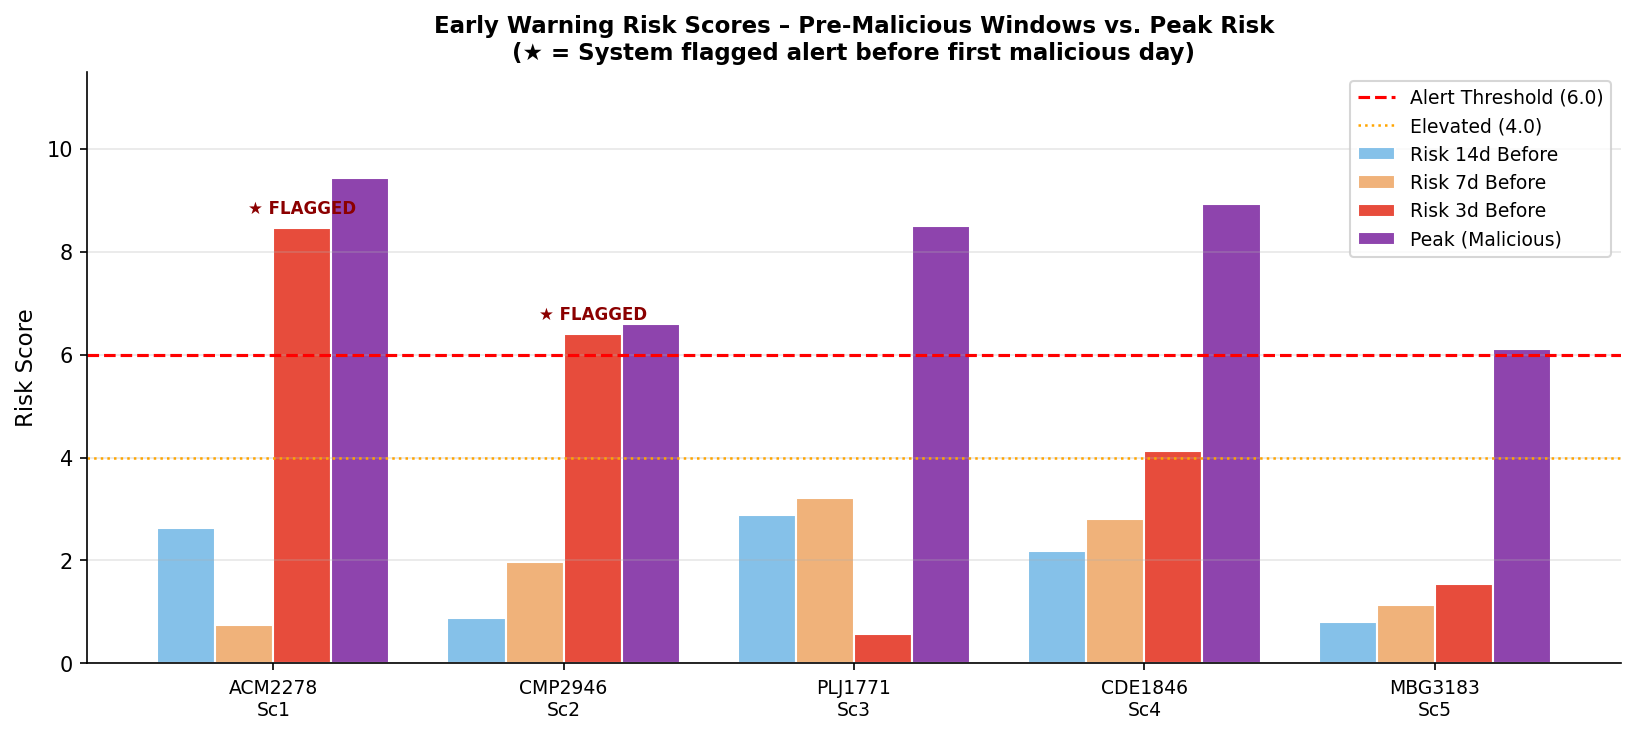 Early Warning Risk Scores – Pre-Malicious Windows vs. Peak Risk
(★ = System flagged alert before first malicious day)
Alert Threshold (6.0)
Elevated (4.0)
Risk 14d Before
Risk 7d Before
Risk 3d Before
Peak (Malicious)
Risk Score
10
8
6
4
2
0
★ FLAGGED
★ FLAGGED
ACM2278
Sc1
CMP2946
Sc2
PLJ1771
Sc3
CDE1846
Sc4
MBG3183
Sc5